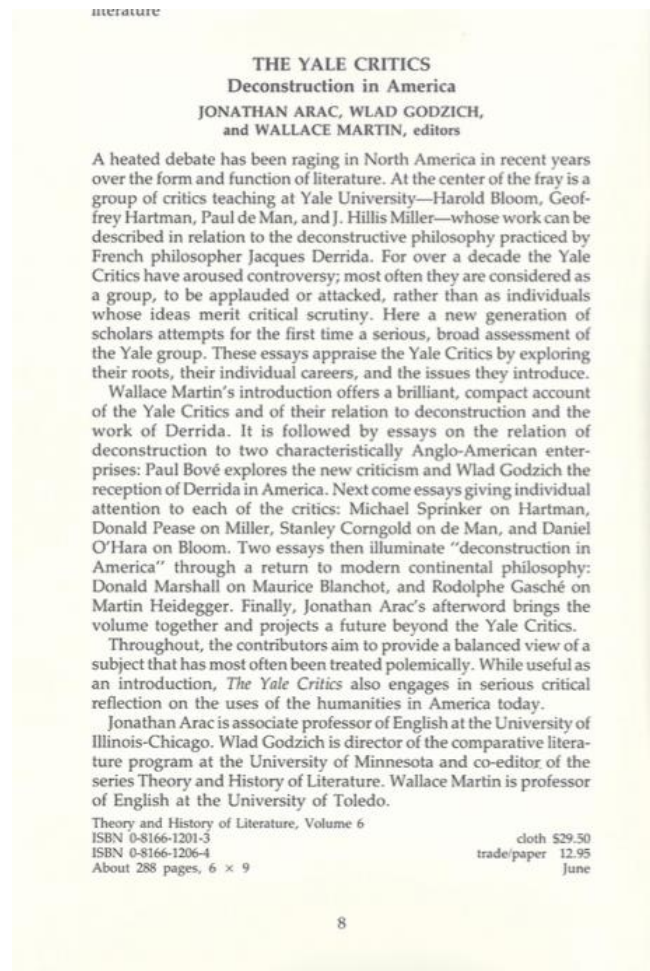 literature
THE YALE CRITICS
Deconstruction in America
JONATHAN ARAC, WLAD GODZICH,
and WALLACE MARTIN, editors
A heated debate has been raging in North America in recent years
over the form and function of literature. At the center of the fray is a
group of critics teaching at Yale University—Harold Bloom, Geof-
frey Hartman, Paul de Man, and J. Hillis Miller—whose work can be
described in relation to the deconstructive philosophy practiced by
French philosopher Jacques Derrida. For over a decade the Yale
Critics have aroused controversy; most often they are considered as
a group, to be applauded or attacked, rather than as individuals
whose ideas merit critical scrutiny. Here a new generation of
scholars attempts for the first time a serious, broad assessment of
the Yale group. These essays appraise the Yale Critics by exploring
their roots, their individual careers, and the issues they introduce.
Wallace Martin's introduction offers a brilliant, compact account
of the Yale Critics and of their relation to deconstruction and the
work of Derrida. It is followed by essays on the relation of
deconstruction to two characteristically Anglo-American enter-
prises: Paul Bové explores the new criticism and Wlad Godzich the
reception of Derrida in America. Next come essays giving individual
attention to each of the critics: Michael Sprinker on Hartman,
Donald Pease on Miller, Stanley Corngold on de Man, and Daniel
O'Hara on Bloom. Two essays then illuminate "deconstruction in
America" through a return to modern continental philosophy:
Donald Marshall on Maurice Blanchot, and Rodolphe Gasché on
Martin Heidegger. Finally, Jonathan Arac's afterword brings the
volume together and projects a future beyond the Yale Critics.
Throughout, the contributors aim to provide a balanced view of a
subject that has most often been treated polemically. While useful as
an introduction, The Yale Critics also engages in serious critical
reflection on the uses of the humanities in America today.
Jonathan Arac is associate professor of English at the University of
Illinois-Chicago. Wlad Godzich is director of the comparative litera-
ture program at the University of Minnesota and co-editor of the
series Theory and History of Literature. Wallace Martin is professor
of English at the University of Toledo.
Theory and History of Literature, Volume 6
ISBN 0-8166-1201-3 cloth $29.50
ISBN 0-8166-1206-4 trade/paper 12.95
About 288 pages, 6 × 9 June
8